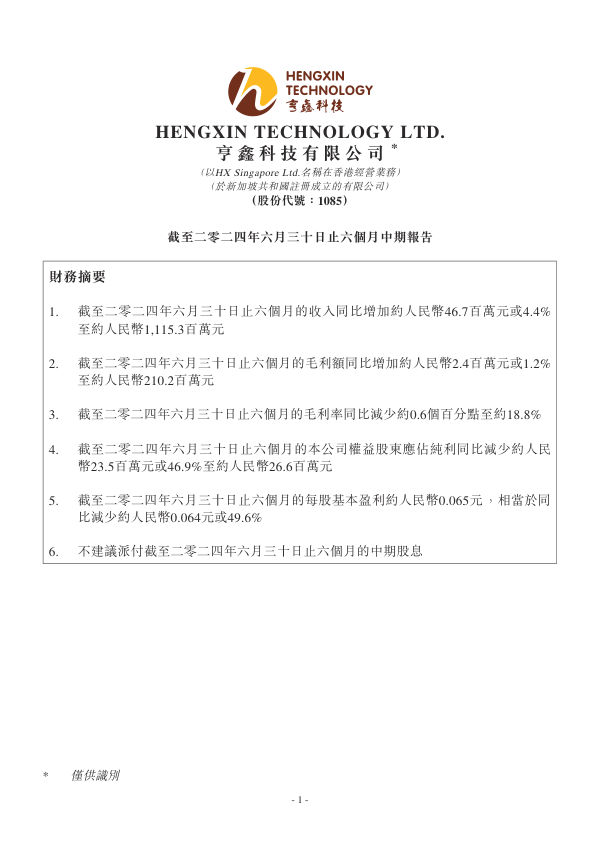 HENGXIN
TECHNOLOGY
亨鑫科技
HENGXIN TECHNOLOGY LTD.
亨鑫科技有限公司*
（以HX Singapore Ltd.名稱在香港經營業務）
（於新加坡共和國註冊成立的有限公司）
（股份代號：1085）
截至二零二四年六月三十日止六個月中期報告
財務摘要
1. 截至二零二四年六月三十日止六個月的收入同比增加約人民幣46.7百萬元或4.4%
至約人民幣1,115.3百萬元
2. 截至二零二四年六月三十日止六個月的毛利額同比增加約人民幣2.4百萬元或1.2%
至約人民幣210.2百萬元
3. 截至二零二四年六月三十日止六個月的毛利率同比減少約0.6個百分點至約18.8%
4. 截至二零二四年六月三十日止六個月的本公司權益股東應佔純利同比減少約人民
幣23.5百萬元或46.9%至約人民幣26.6百萬元
5. 截至二零二四年六月三十日止六個月的每股基本盈利約人民幣0.065元，相當於同
比減少約人民幣0.064元或49.6%
6. 不建議派付截至二零二四年六月三十日止六個月的中期股息
* 僅供識別
- 1 -